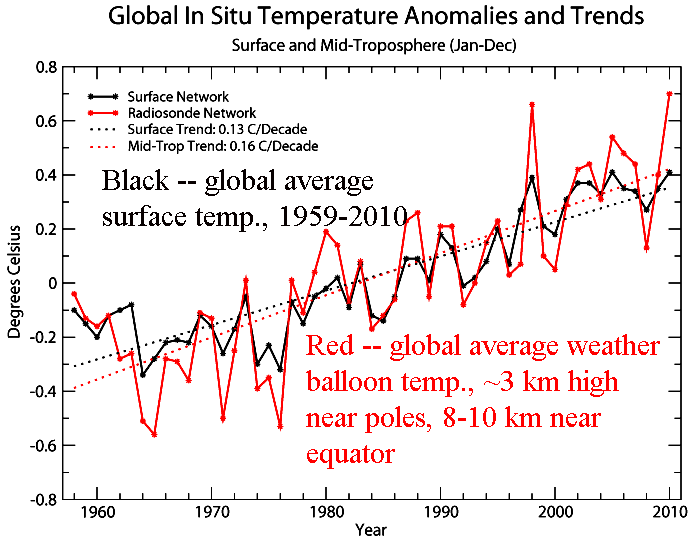 Global In Situ Temperature Anomalies and Trends
Surface and Mid-Troposphere (Jan-Dec)
0.8
0.6
0.4
0.2
0
-0.2
-0.4
-0.6
-0.8
Degrees Celsius
Surface Network
Radiosonde Network
Surface Trend: 0.13 C/Decade
Mid-Trop Trend: 0.16 C/Decade
Black -- global average
surface temp., 1959-2010
Red -- global average weather
balloon temp., ~3 km high
near poles, 8-10 km near
equator
1960
1970
1980
1990
2000
2010
Year